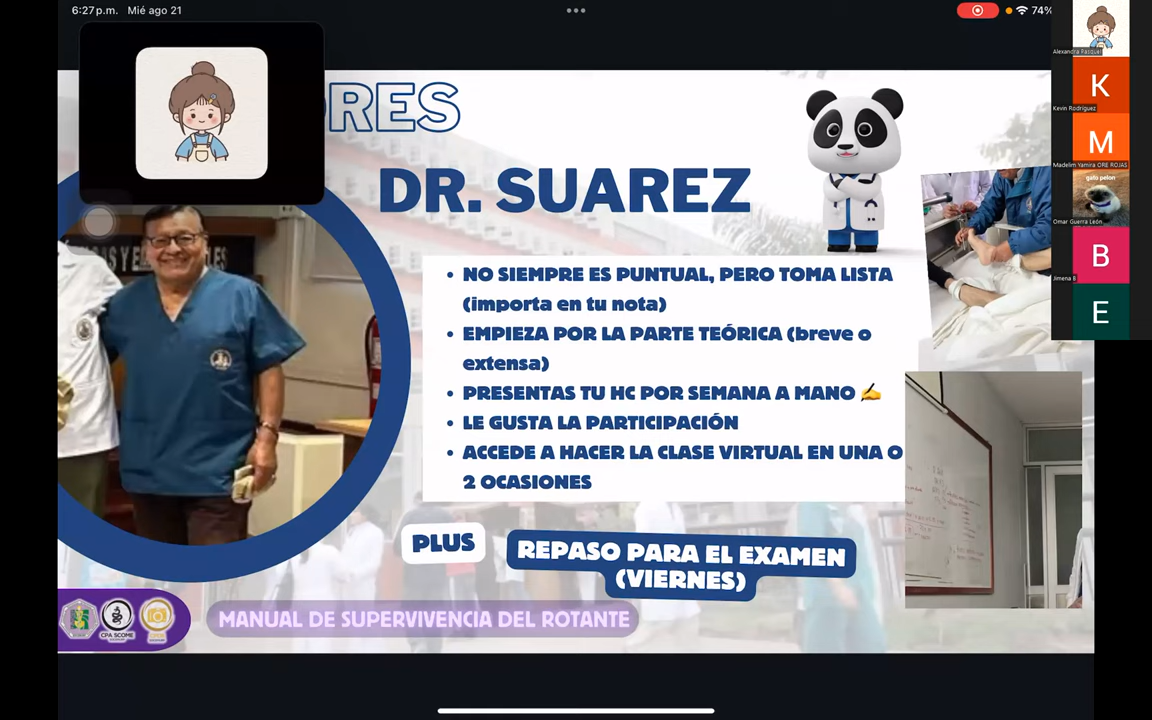 6:27 p.m. Mié ago 21
74%
RES
DR. SUAREZ
NO SIEMPRE ES PUNTUAL, PERO TOMA LISTA
(importa en tu nota)
EMPIEZA POR LA PARTE TEÓRICA (breve o
extensa)
PRESENTAS TU HC POR SEMANA A MANO ✍️
LE GUSTA LA PARTICIPACIÓN
ACCEDE A HACER LA CLASE VIRTUAL EN UNA O
2 OCASIONES
PLUS
REPASO PARA EL EXAMEN
(VIERNES)
MANUAL DE SUPERVIVENCIA DEL ROTANTE
CPA SCOME
Alexandra Pasquel
K
Kevin Rodríguez
M
Madelim Yamira ORE ROJAS
gato pelon
Omar Guerra León
B
Jimena B
E